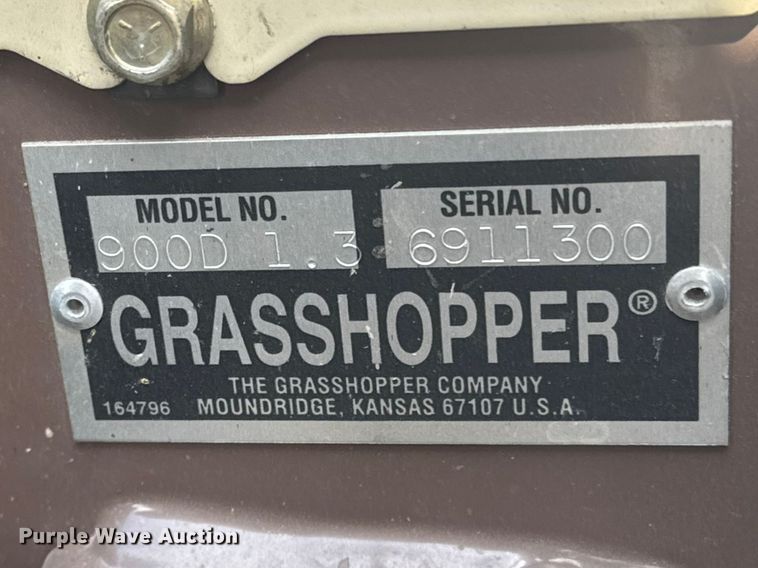 MODEL NO.
SERIAL NO.
900D 1.3
6911300
GRASSHOPPER®
THE GRASSHOPPER COMPANY
164796 MOUNDRIDGE, KANSAS 67107 U.S.A.
Purple Wave Auction